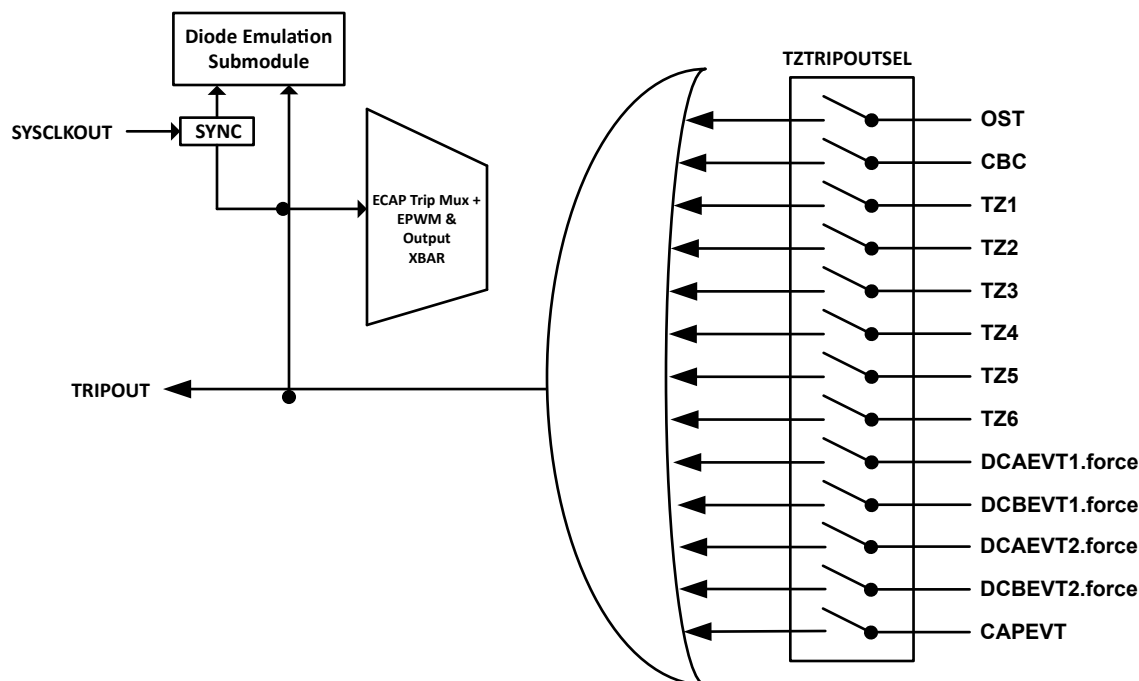 Diode Emulation
Submodule
SYSCLKOUT
SYNC
ECAP Trip Mux +
EPWM &
Output
XBAR
TRIPOUT
TZTRIPOUTSEL
OST
CBC
TZ1
TZ2
TZ3
TZ4
TZ5
TZ6
DCAEVT1.force
DCBEVT1.force
DCAEVT2.force
DCBEVT2.force
CAPEVT